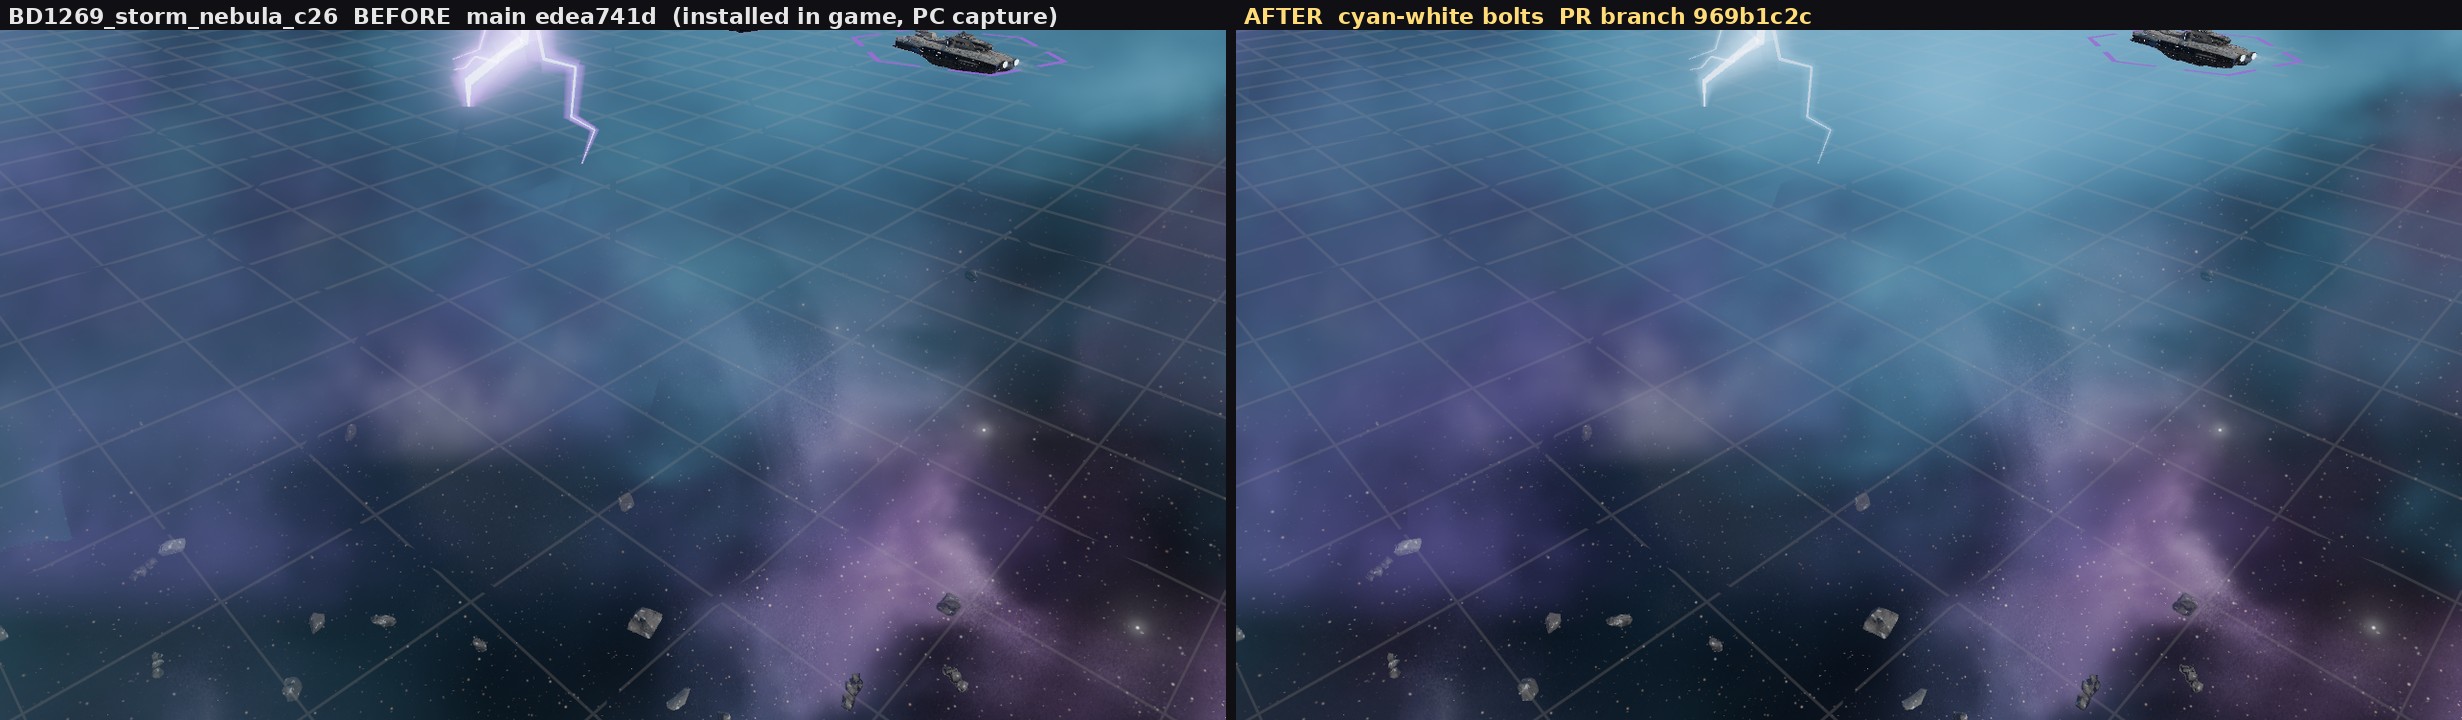 BD1269_storm_nebula_c26  BEFORE  main edea741d  (installed in game, PC capture)
AFTER  cyan-white bolts  PR branch 969b1c2c